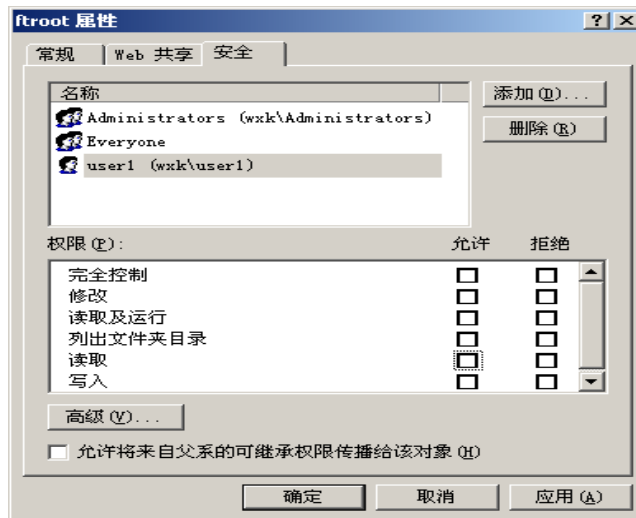 ftroot 属性
常规 Web 共享 安全
名称
添加(D)...
Administrators (wxk\Administrators)
删除(R)
Everyone
user1 (wxk\user1)
权限(P): 允许 拒绝
完全控制
修改
读取及运行
列出文件夹目录
读取
写入
高级(V)...
允许将来自父系的可继承权限传播给该对象(H)
确定 取消 应用(A)